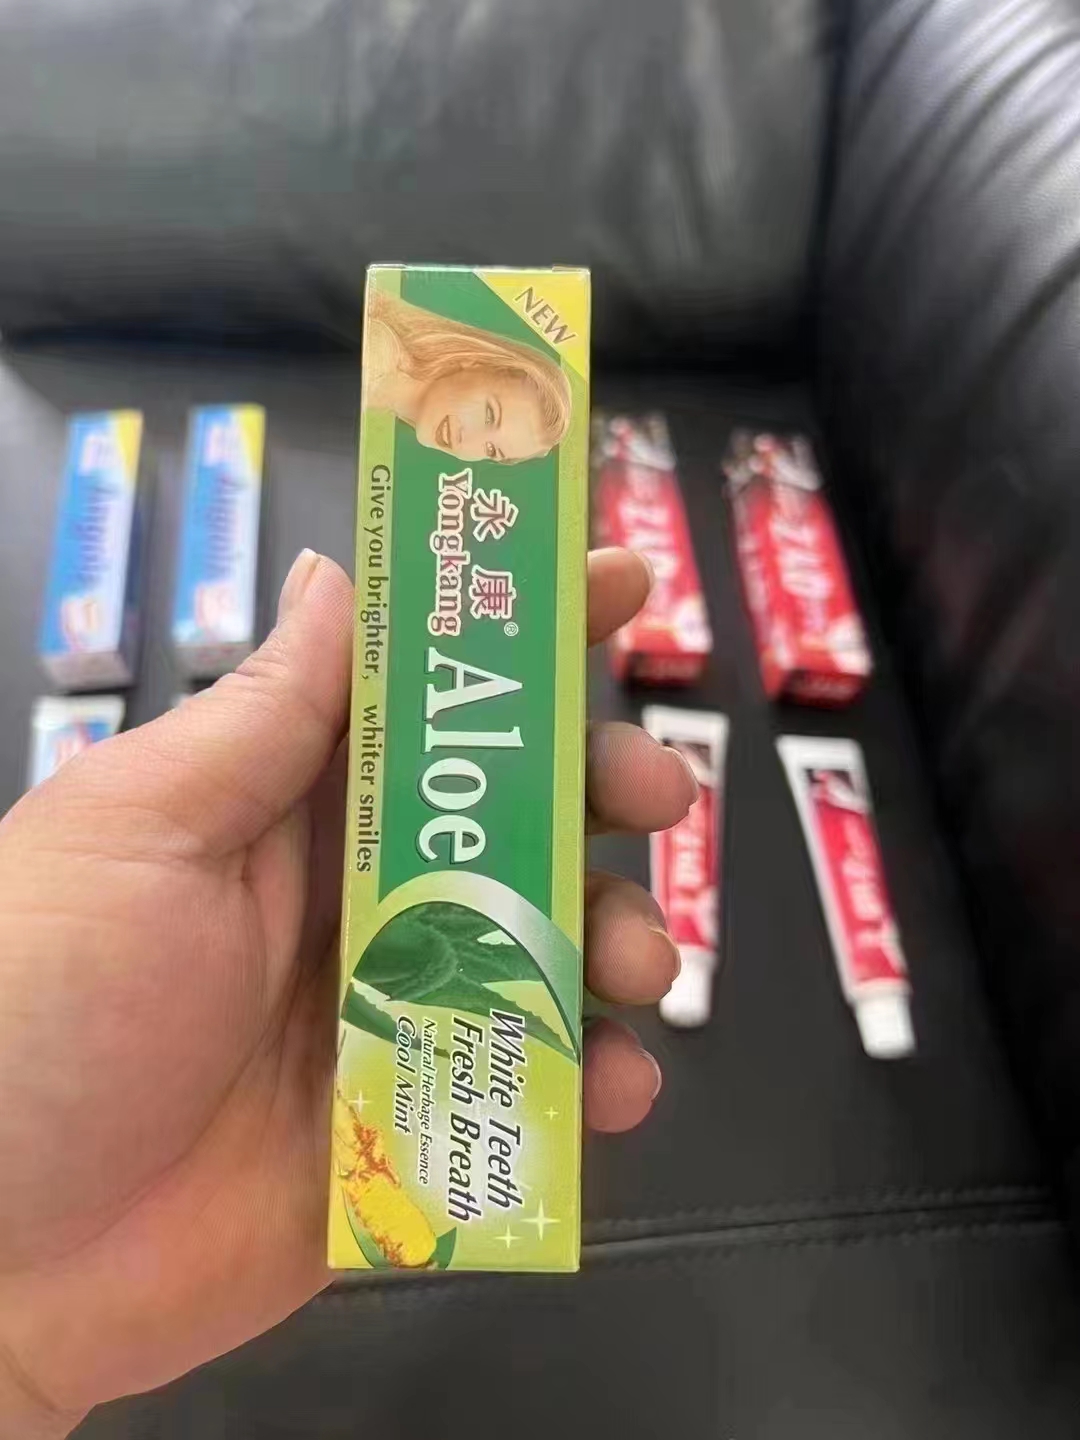 NEW
永康®
Yongkang
Aloe
Give you brighter, whiter smiles
White Teeth
Fresh Breath
Natural Herbage Essence
Cool Mint